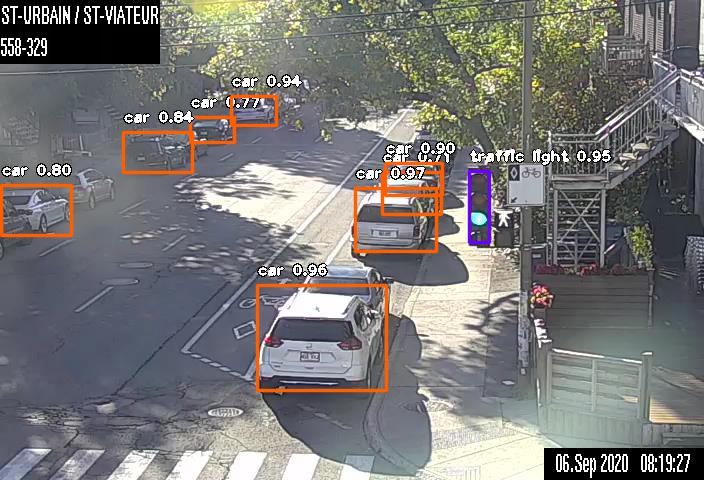 ST-URBAIN / ST-VIATEUR
558-329
car 0.94
car 0.77
car 0.84
car 0.90
car 0.71
traffic light 0.95
car 0.80
car 0.97
car 0.96
06.Sep 2020 08:19:27